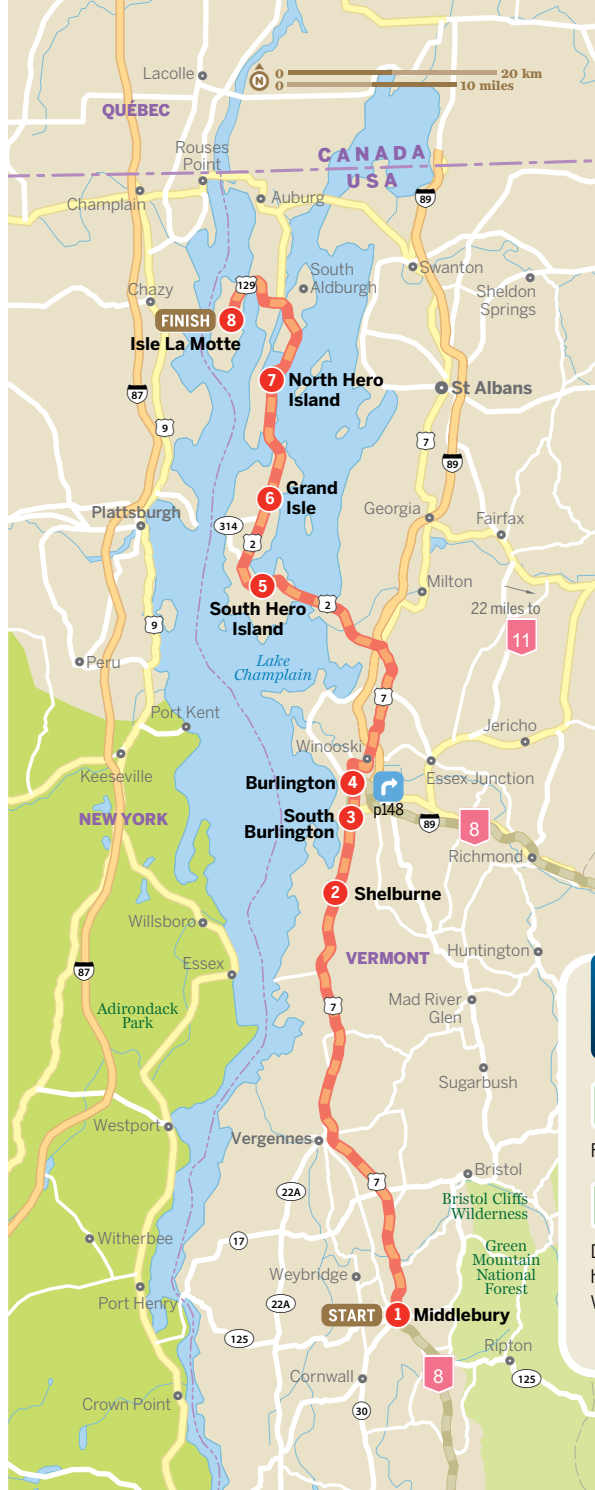 Lacolle
N
0
20 km
0
10 miles
QUÉBEC
Rouses
Point
CANADA
USA
Champlain
Auburg
89
Swanton
129
South
Aldburgh
Sheldon
Springs
Chazy
FINISH
8
Isle La Motte
7
North Hero
Island
87
St Albans
9
7
89
6
Grand
Isle
Plattsburgh
314
Georgia
Fairfax
2
5
Milton
South Hero
Island
2
22 miles to
11
9
Peru
Lake
Champlain
7
Port Kent
Jericho
Winooski
Keeseville
Burlington
4
Essex Junction
p148
South
Burlington
3
89
8
NEW YORK
Richmond
2
Shelburne
Willsboro
VERMONT
Huntington
Essex
87
7
Mad River
Glen
Adirondack
Park
Sugarbush
Westport
Vergennes
F
7
Bristol
22A
Bristol Cliffs
Wilderness
17
Witherbee
Green
Mountain
National
Forest
D
h
W
Weybridge
Port Henry
22A
START
1
Middlebury
125
Ripton
Cornwall
8
125
Crown Point
30